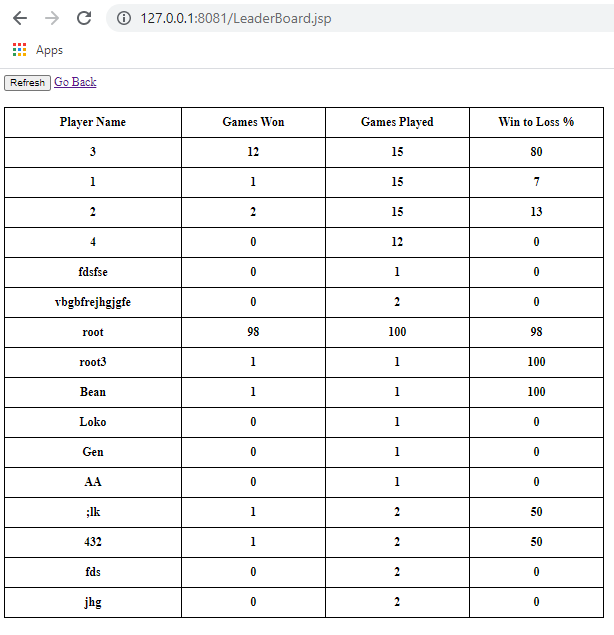 127.0.0.1:8081/LeaderBoard.jsp
Apps
Refresh Go Back
Player Name Games Won Games Played Win to Loss %
3 12 15 80
1 1 15 7
2 2 15 13
4 0 12 0
fdsfse 0 1 0
vbgbfrejhgjgfe 0 2 0
root 98 100 98
root3 1 1 100
Bean 1 1 100
Loko 0 1 0
Gen 0 1 0
AA 0 1 0
;lk 1 2 50
432 1 2 50
fds 0 2 0
jhg 0 2 0